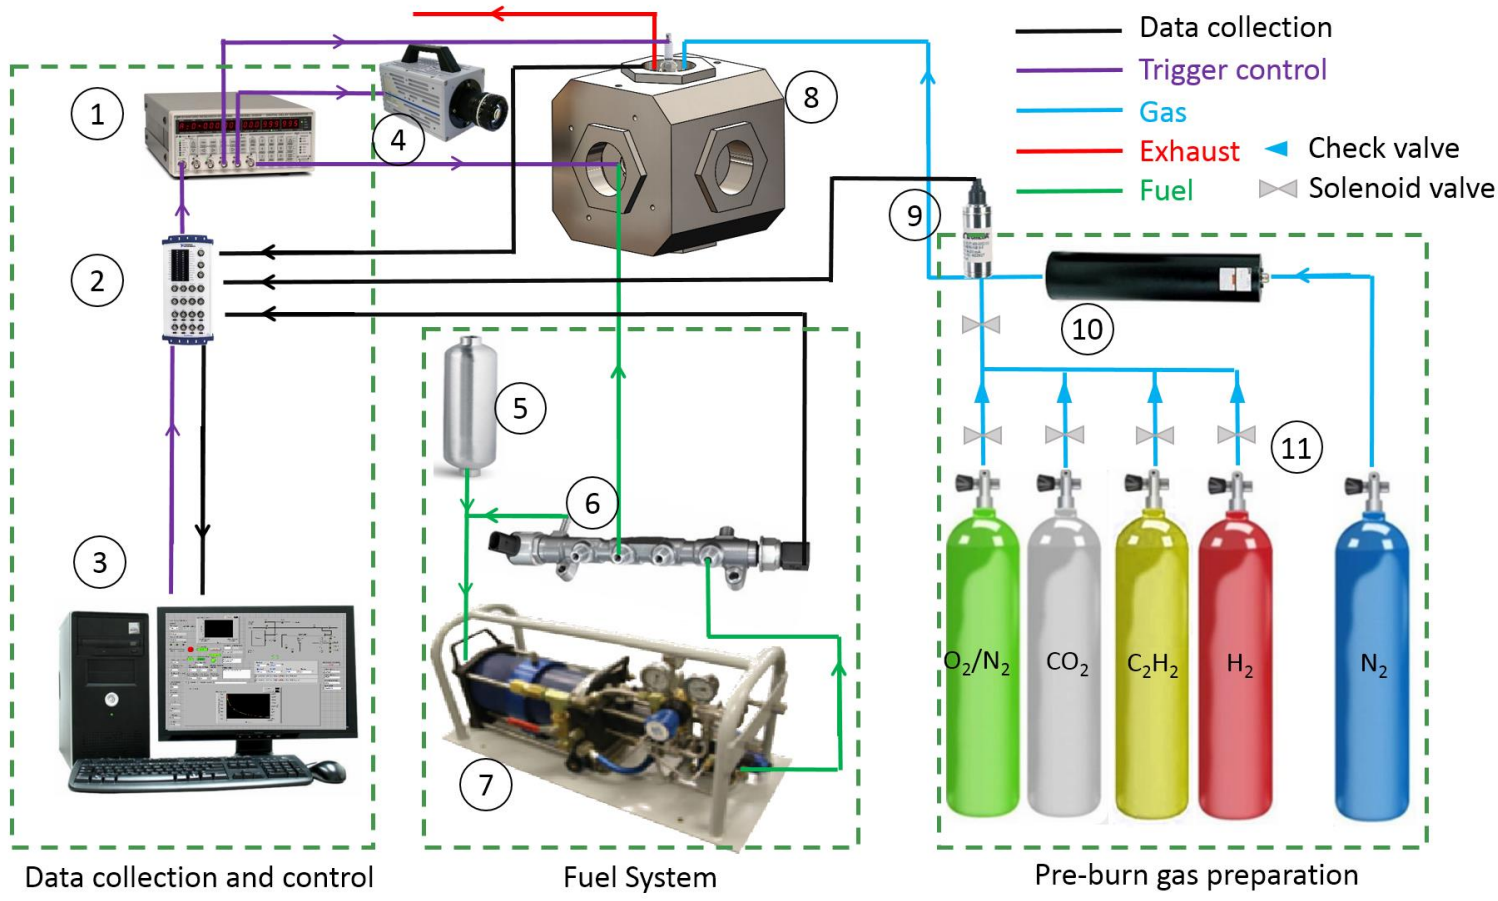 Data collection
Trigger control
Gas
Exhaust
Check valve
Fuel
Solenoid valve
1
2
3
4
5
6
7
8
9
10
11
O₂/N₂
CO₂
C₂H₂
H₂
N₂
Data collection and control
Fuel System
Pre-burn gas preparation